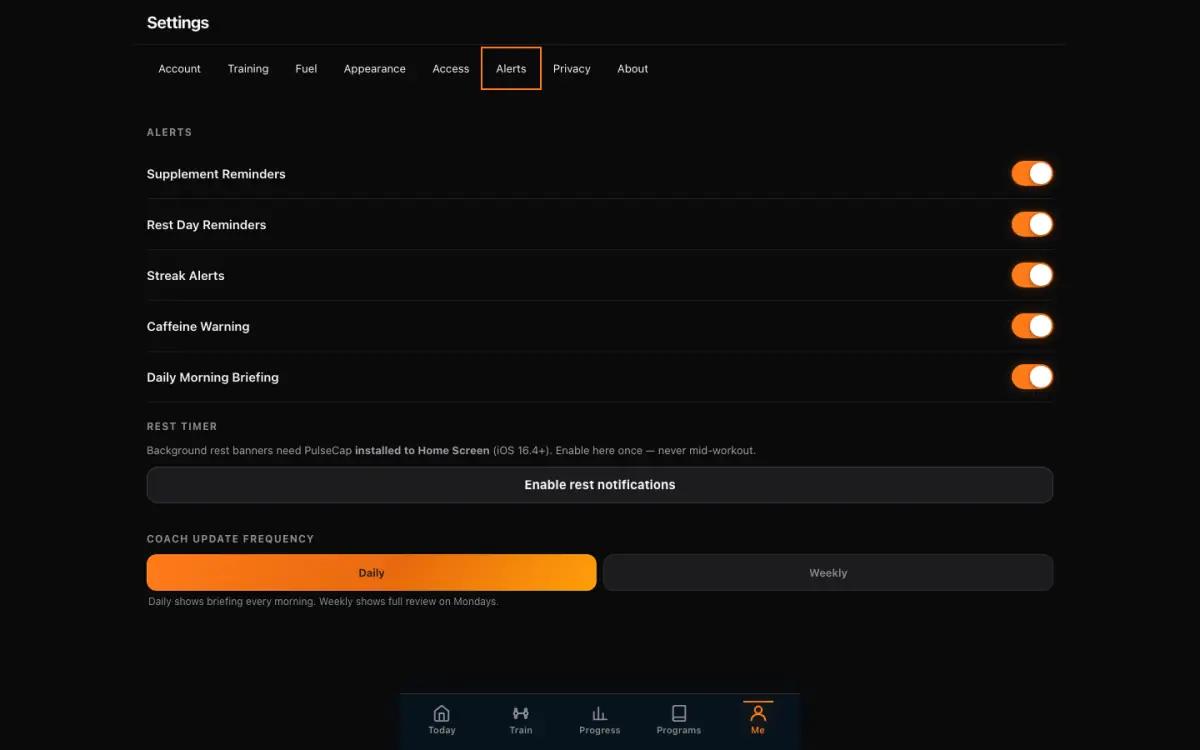 Settings
Account Training Fuel Appearance Access Alerts Privacy About
ALERTS
Supplement Reminders
Rest Day Reminders
Streak Alerts
Caffeine Warning
Daily Morning Briefing
REST TIMER
Background rest banners need PulseCap installed to Home Screen (iOS 16.4+). Enable here once — never mid-workout.
Enable rest notifications
COACH UPDATE FREQUENCY
Daily Weekly
Daily shows briefing every morning. Weekly shows full review on Mondays.
Today Train Progress Programs Me